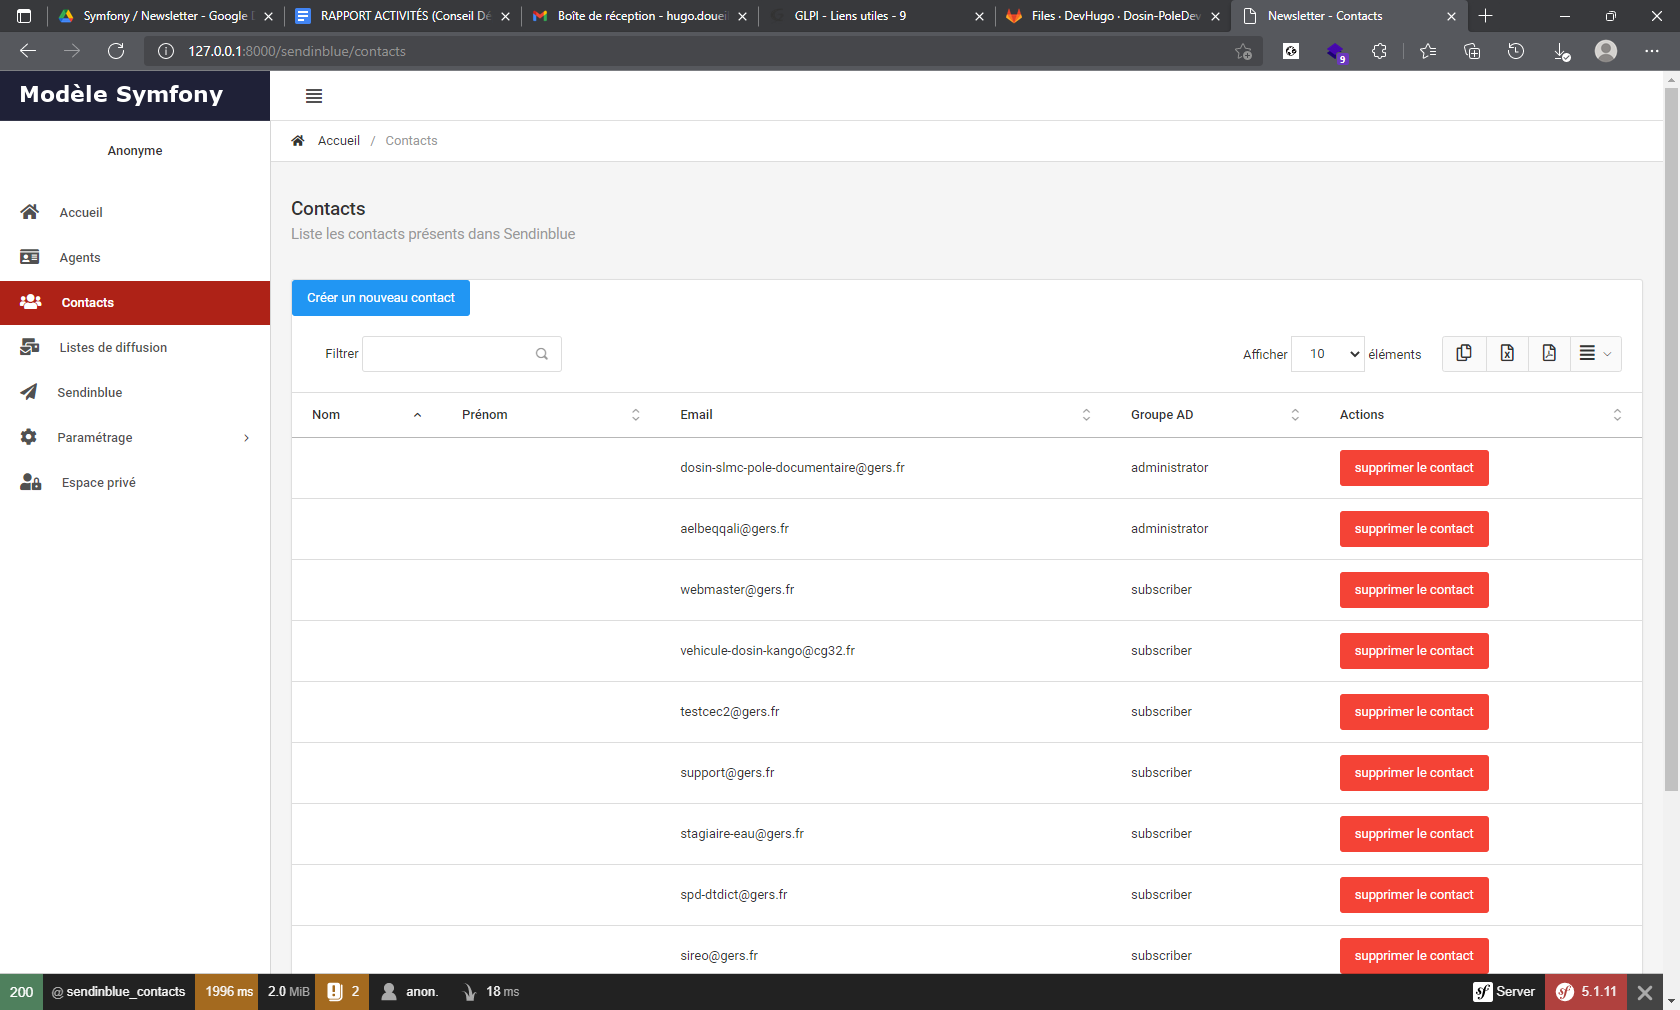 Symfony / Newsletter - Google
RAPPORT ACTIVITÉS (Conseil Dé
Boîte de réception - hugo.douei
GLPI - Liens utiles - 9
Files · DevHugo · Dosin-PoleDev
Newsletter - Contacts
127.0.0.1:8000/sendinblue/contacts
9
Modèle Symfony
Anonyme
Accueil
Agents
Contacts
Listes de diffusion
Sendinblue
Paramétrage
Espace privé
Accueil / Contacts
Contacts
Liste les contacts présents dans Sendinblue
Créer un nouveau contact
Filtrer
Afficher 10 éléments
Nom Prénom Email Groupe AD Actions
dosin-slmc-pole-documentaire@gers.fr administrator supprimer le contact
aelbeqqali@gers.fr administrator supprimer le contact
webmaster@gers.fr subscriber supprimer le contact
vehicule-dosin-kango@cg32.fr subscriber supprimer le contact
testcec2@gers.fr subscriber supprimer le contact
support@gers.fr subscriber supprimer le contact
stagiaire-eau@gers.fr subscriber supprimer le contact
spd-dtdict@gers.fr subscriber supprimer le contact
sireo@gers.fr subscriber supprimer le contact
200 @ sendinblue_contacts 1996 ms 2.0 MiB 2 anon. 18 ms Server 5.1.11